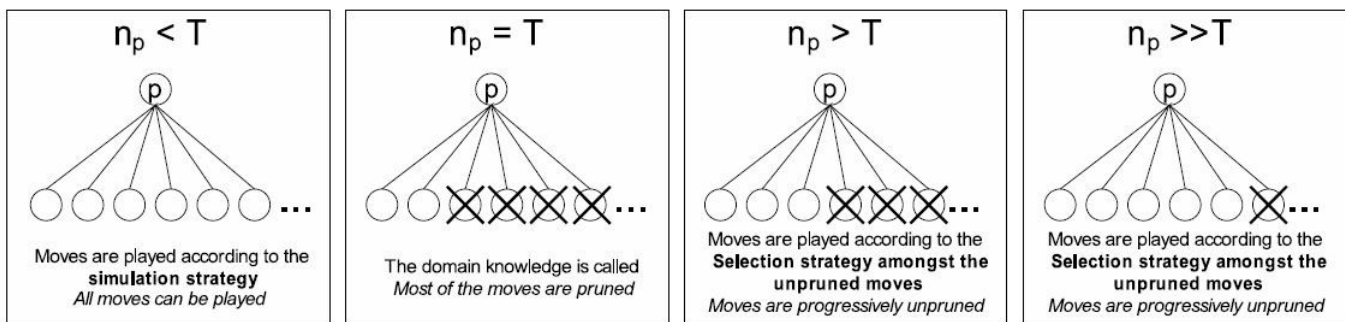 n_p < T
p
...
Moves are played according to the
simulation strategy
All moves can be played
n_p = T
p
...
The domain knowledge is called
Most of the moves are pruned
n_p > T
p
...
Moves are played according to the
Selection strategy amongst the
unpruned moves
Moves are progressively unpruned
n_p >>T
p
...
Moves are played according to the
Selection strategy amongst the
unpruned moves
Moves are progressively unpruned